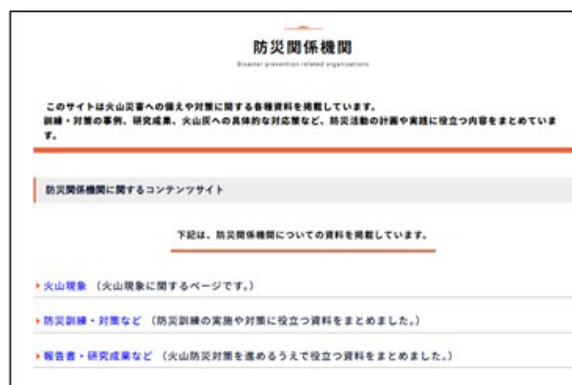 防災関係機関
Disaster prevention related organizations
このサイトは火山災害への備えや対策に関する各種資料を掲載しています。
訓練・対策の事例、研究成果、火山灰への具体的な対応策など、防災活動の計画や実践に役立つ内容をまとめていま
す。
防災関係機関に関するコンテンツサイト
下記は、防災関係機関についての資料を掲載しています。
火山現象 （火山現象に関するページです。）
防災訓練・対策など （防災訓練の実施や対策に役立つ資料をまとめました。）
報告書・研究成果など （火山防災対策を進めるうえで役立つ資料をまとめました。）